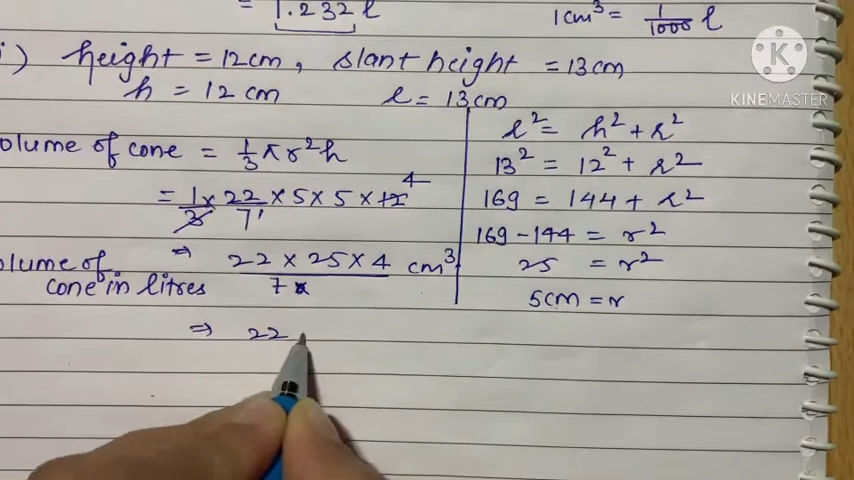 = 1.232 l
1cm³ = 1/1000 l
) height = 12cm, slant height = 13cm
h = 12 cm l = 13cm
olume of cone = 1/3 π r² h
= 1/3 × 22/7 × 5 × 5 × 12 4
⇒ 22 × 25 × 4 / 7 cm³
olume of
cone in litres
⇒ 22
l² = h² + r²
13² = 12² + r²
169 = 144 + r²
169 - 144 = r²
25 = r²
5cm = r
K
KINEMASTER